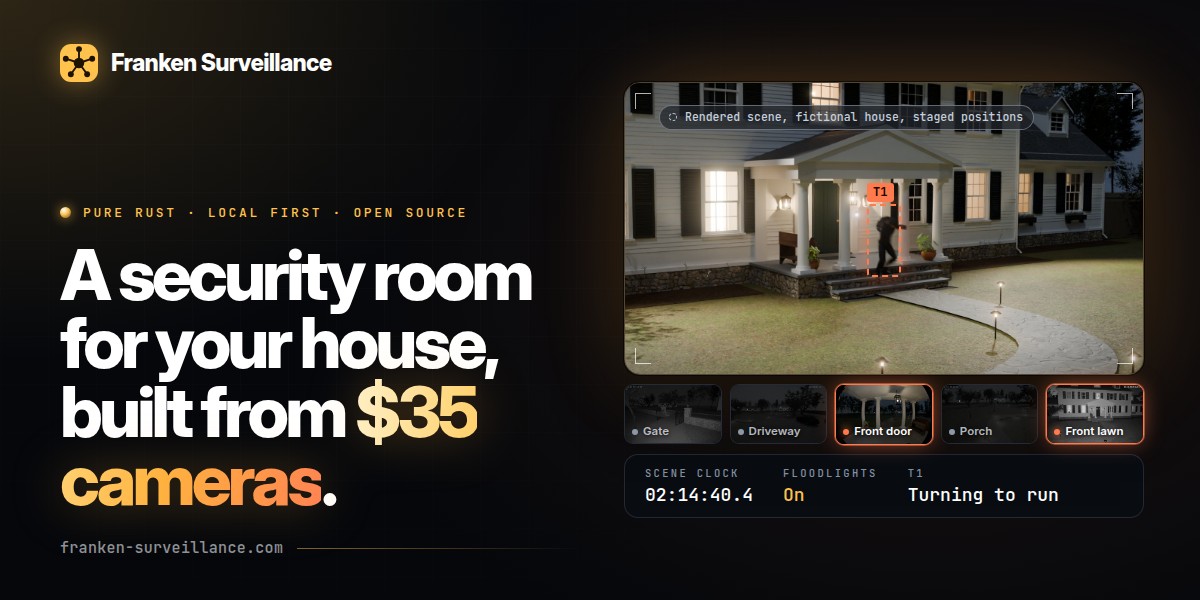 Franken Surveillance
PURE RUST · LOCAL FIRST · OPEN SOURCE
A security room
for your house,
built from $35
cameras.
franken-surveillance.com
Rendered scene, fictional house, staged positions
T1
Gate
Driveway
Front door
Porch
Front lawn
SCENE CLOCK
02:14:40.4
FLOODLIGHTS
On
T1
Turning to run